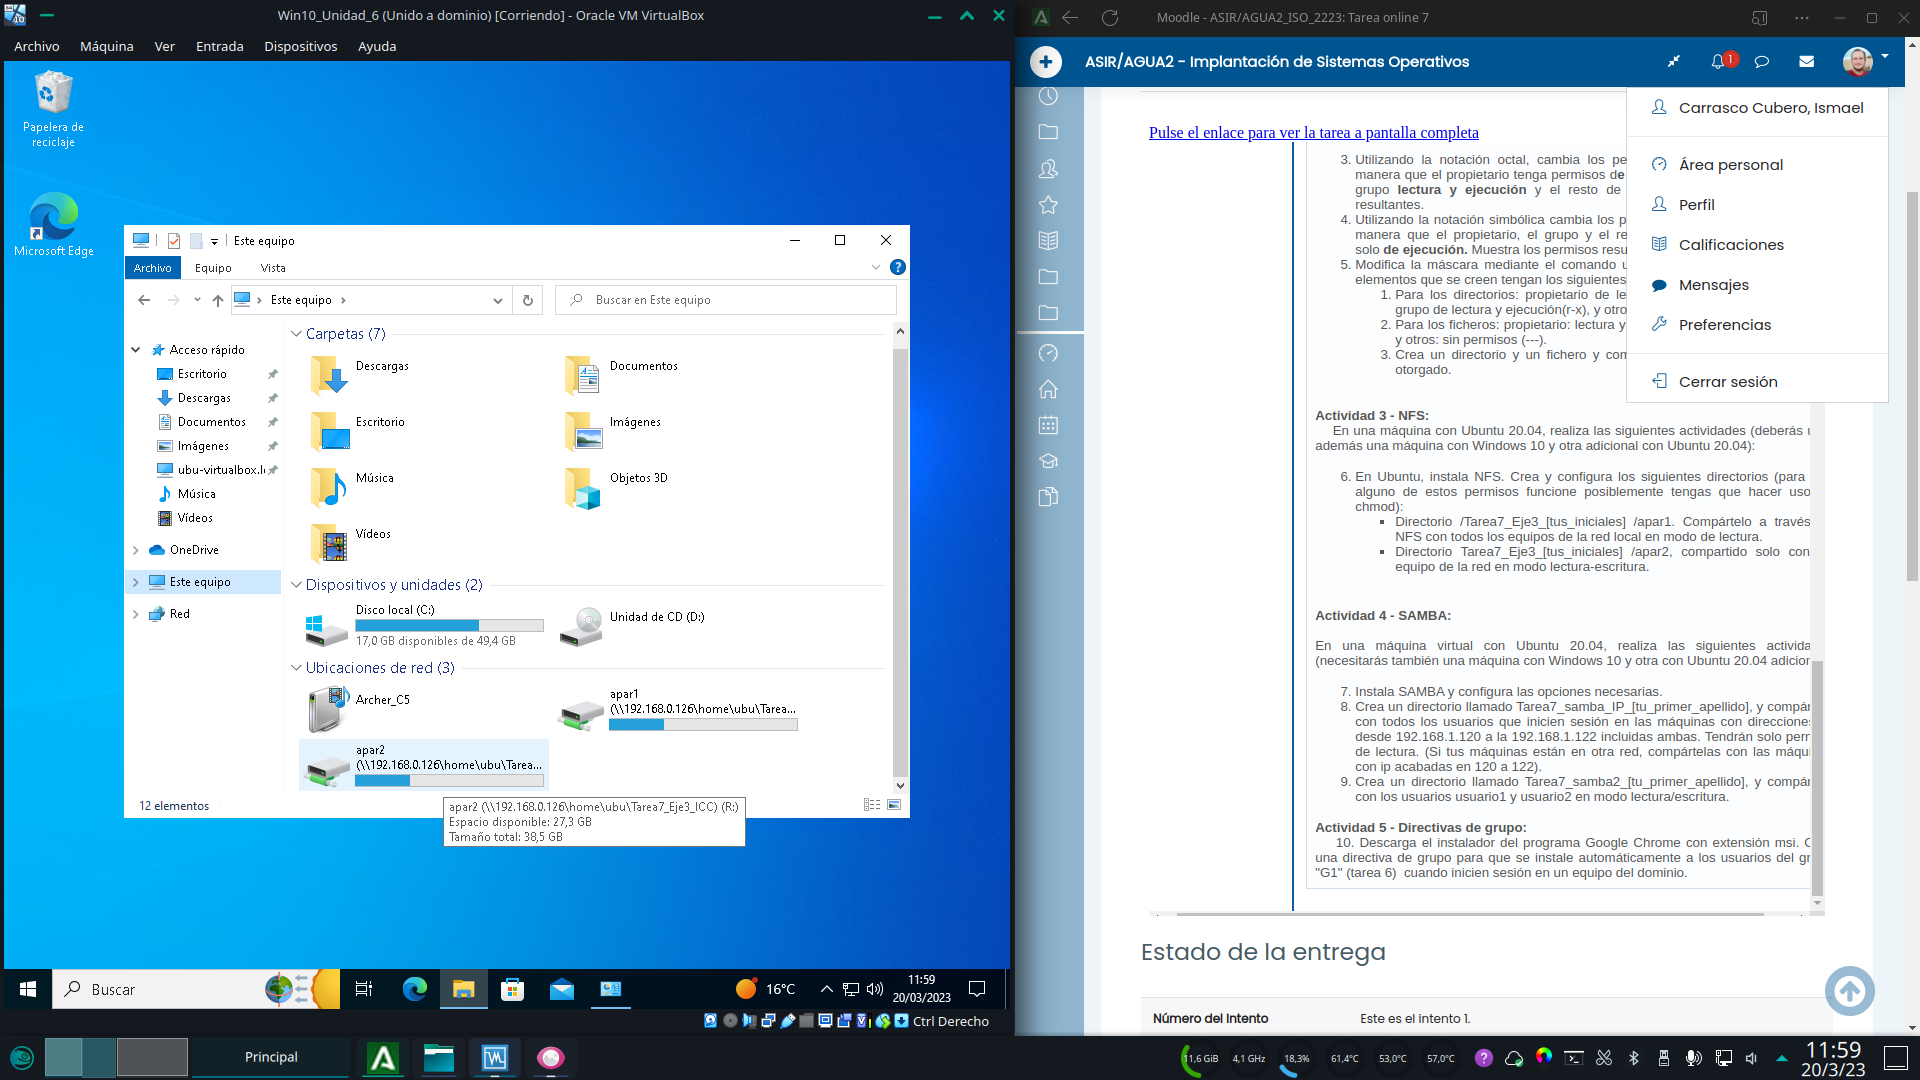 Win10_Unidad_6 (Unido a dominio) [Corriendo] - Oracle VM VirtualBox
Archivo Máquina Ver Entrada Dispositivos Ayuda
Papelera de
reciclaje
Microsoft Edge
Este equipo
Archivo Equipo Vista
Este equipo
Buscar en Este equipo
Acceso rápido
Escritorio
Descargas
Documentos
Imágenes
ubu-virtualbox.l
Música
Vídeos
OneDrive
Este equipo
Red
Carpetas (7)
Descargas
Documentos
Escritorio
Imágenes
Música
Objetos 3D
Vídeos
Dispositivos y unidades (2)
Disco local (C:)
17,0 GB disponibles de 49,4 GB
Unidad de CD (D:)
Ubicaciones de red (3)
Archer_C5
apar1
(\\192.168.0.126\home\ubu\Tarea...
apar2
(\\192.168.0.126\home\ubu\Tarea...
12 elementos
apar2 (\\192.168.0.126\home\ubu\Tarea7_Eje3_ICC) (R:)
Espacio disponible: 27,3 GB
Tamaño total: 38,5 GB
Buscar
16°C
11:59
20/03/2023
Ctrl Derecho
Moodle - ASIR/AGUA2_ISO_2223: Tarea online 7
ASIR/AGUA2 - Implantación de Sistemas Operativos
1
Carrasco Cubero, Ismael
Área personal
Perfil
Calificaciones
Mensajes
Preferencias
Cerrar sesión
Pulse el enlace para ver la tarea a pantalla completa
3. Utilizando la notación octal, cambia los pe
manera que el propietario tenga permisos de
grupo lectura y ejecución y el resto de
resultantes.
4. Utilizando la notación simbólica cambia los p
manera que el propietario, el grupo y el re
solo de ejecución. Muestra los permisos resu
5. Modifica la máscara mediante el comando u
elementos que se creen tengan los siguientes
1. Para los directorios: propietario de le
grupo de lectura y ejecución(r-x), y otro
2. Para los ficheros: propietario: lectura y
y otros: sin permisos (---).
3. Crea un directorio y un fichero y com
otorgado.
Actividad 3 - NFS:
En una máquina con Ubuntu 20.04, realiza las siguientes actividades (deberás u
además una máquina con Windows 10 y otra adicional con Ubuntu 20.04):
6. En Ubuntu, instala NFS. Crea y configura los siguientes directorios (para
alguno de estos permisos funcione posiblemente tengas que hacer uso
chmod):
Directorio /Tarea7_Eje3_[tus_iniciales] /apar1. Compártelo a través
NFS con todos los equipos de la red local en modo de lectura.
Directorio Tarea7_Eje3_[tus_iniciales] /apar2, compartido solo con
equipo de la red en modo lectura-escritura.
Actividad 4 - SAMBA:
En una máquina virtual con Ubuntu 20.04, realiza las siguientes activida
(necesitarás también una máquina con Windows 10 y otra con Ubuntu 20.04 adicion
7. Instala SAMBA y configura las opciones necesarias.
8. Crea un directorio llamado Tarea7_samba_IP_[tu_primer_apellido], y compár
con todos los usuarios que inicien sesión en las máquinas con direcciones
desde 192.168.1.120 a la 192.168.1.122 incluidas ambas. Tendrán solo perr
de lectura. (Si tus máquinas están en otra red, compártelas con las máqui
con ip acabadas en 120 a 122).
9. Crea un directorio llamado Tarea7_samba2_[tu_primer_apellido], y compár
con los usuarios usuario1 y usuario2 en modo lectura/escritura.
Actividad 5 - Directivas de grupo:
10. Descarga el instalador del programa Google Chrome con extensión msi. C
una directiva de grupo para que se instale automáticamente a los usuarios del gr
"G1" (tarea 6) cuando inicien sesión en un equipo del dominio.
Estado de la entrega
Número del Intento Este es el intento 1.
Principal
11,6 GiB 4,1 GHz 18,3% 61,4°C 53,0°C 57,0°C
11:59
20/3/23